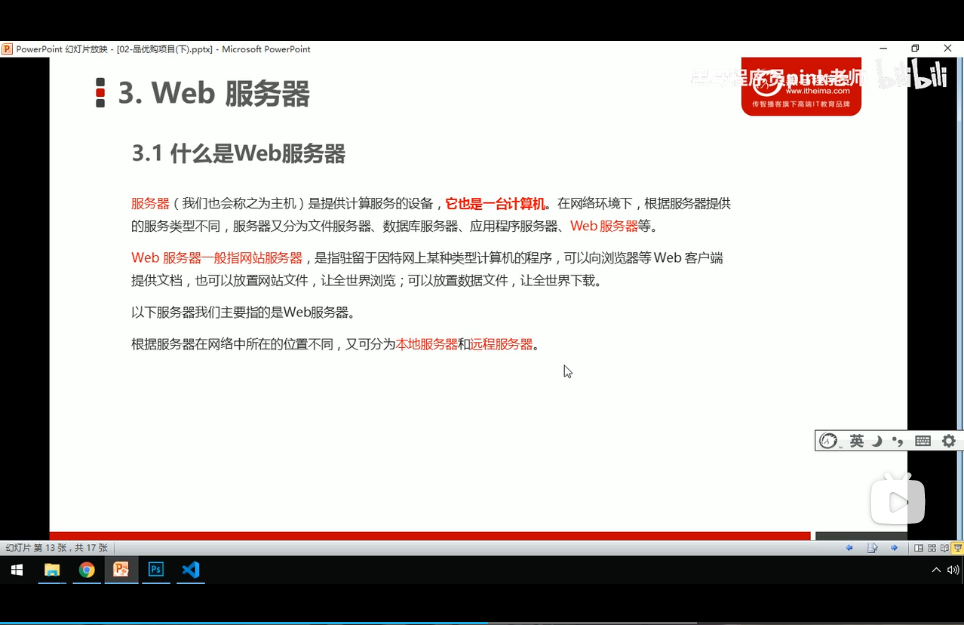 PowerPoint 幻灯片放映 - [02-品优购项目(下).pptx] - Microsoft PowerPoint
3. Web 服务器
pink老师
bilibili
www.itheima.com
传智播客旗下高端IT教育品牌
3.1 什么是Web服务器
服务器（我们也会称之为主机）是提供计算服务的设备，它也是一台计算机。在网络环境下，根据服务器提供
的服务类型不同，服务器又分为文件服务器、数据库服务器、应用程序服务器、Web 服务器等。
Web 服务器一般指网站服务器，是指驻留于因特网上某种类型计算机的程序，可以向浏览器等 Web 客户端
提供文档，也可以放置网站文件，让全世界浏览；可以放置数据文件，让全世界下载。
以下服务器我们主要指的是Web服务器。
根据服务器在网络中所在的位置不同，又可分为本地服务器和远程服务器。
英
幻灯片 第 13 张，共 17 张
Ps